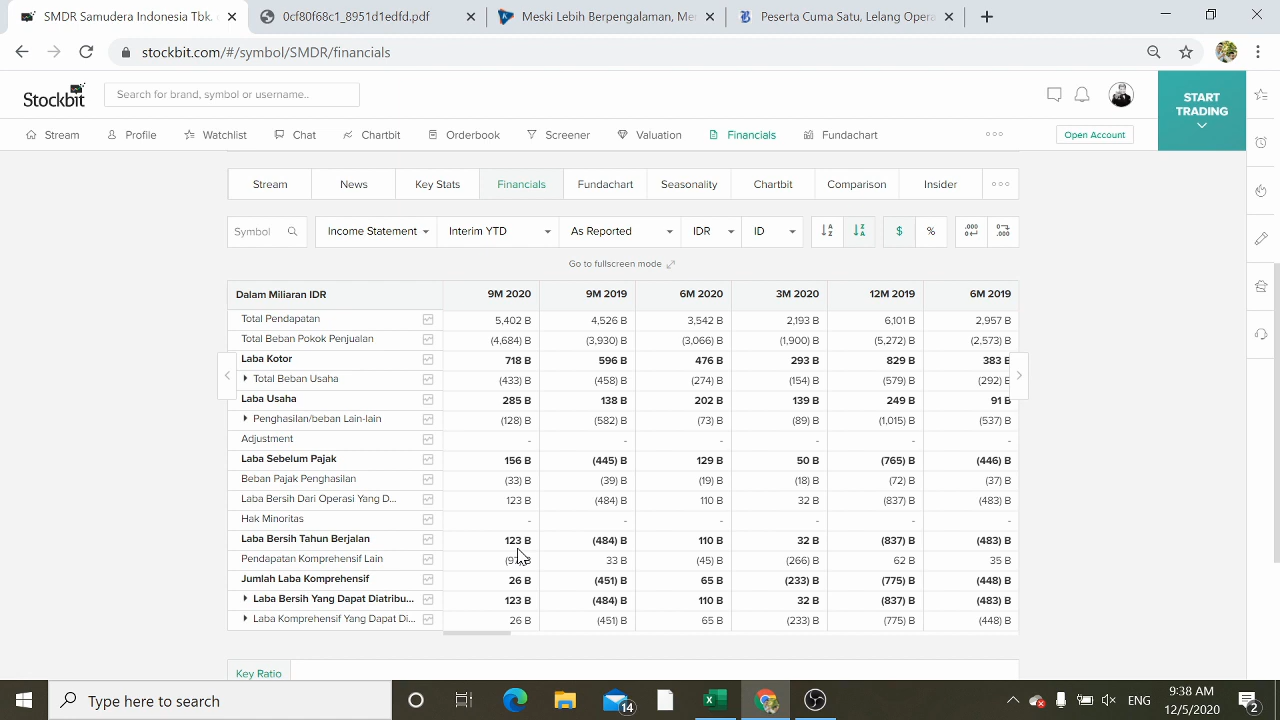 SMDR Samudera Indonesia Tbk.
0cf80f68c1_8951d1edfd.pdf
Meski Lebih Berpengalaman, Me
Peserta Cuma Satu, Lelang Opera
stockbit.com/#/symbol/SMDR/financials
Stockbit
Search for brand, symbol or username..
START TRADING
Stream Profile Watchlist Chat Chartbit Orderbook Screener Valuation Financials Fundachart
Open Account
Stream News Key Stats Financials Fundachart Seasonality Chartbit Comparison Insider
Symbol Income Statement Interim YTD As Reported IDR ID $ %
Go to fullscreen mode
Dalam Miliaran IDR 9M 2020 9M 2019 6M 2020 3M 2020 12M 2019 6M 2019
Total Pendapatan 5,402 B 4,526 B 3,542 B 2,193 B 6,101 B 2,957 B
Total Beban Pokok Penjualan (4,684) B (3,930) B (3,066) B (1,900) B (5,272) B (2,573) B
Laba Kotor 718 B 596 B 476 B 293 B 829 B 383 B
Total Beban Usaha (433) B (458) B (274) B (154) B (579) B (292) B
Laba Usaha 285 B 138 B 202 B 139 B 249 B 91 B
Penghasilan/beban Lain-lain (128) B (582) B (73) B (89) B (1,015) B (537) B
Adjustment - - - - - -
Laba Sebelum Pajak 156 B (445) B 129 B 50 B (765) B (446) B
Beban Pajak Penghasilan (33) B (39) B (19) B (18) B (72) B (37) B
Laba Bersih Dari Operasi Yang D... 123 B (484) B 110 B 32 B (837) B (483) B
Hak Minoritas - - - - - -
Laba Bersih Tahun Berjalan 123 B (484) B 110 B 32 B (837) B (483) B
Pendapatan Komprehensif Lain 33 B (45) B (266) B 62 B 35 B
Jumlah Laba Komprehensif 26 B (451) B 65 B (233) B (775) B (448) B
Laba Bersih Yang Dapat Diatribu... 123 B (484) B 110 B 32 B (837) B (483) B
Laba Komprehensif Yang Dapat Di... 26 B (451) B 65 B (233) B (775) B (448) B
Key Ratio
Type here to search
14
ENG
9:38 AM
12/5/2020
2